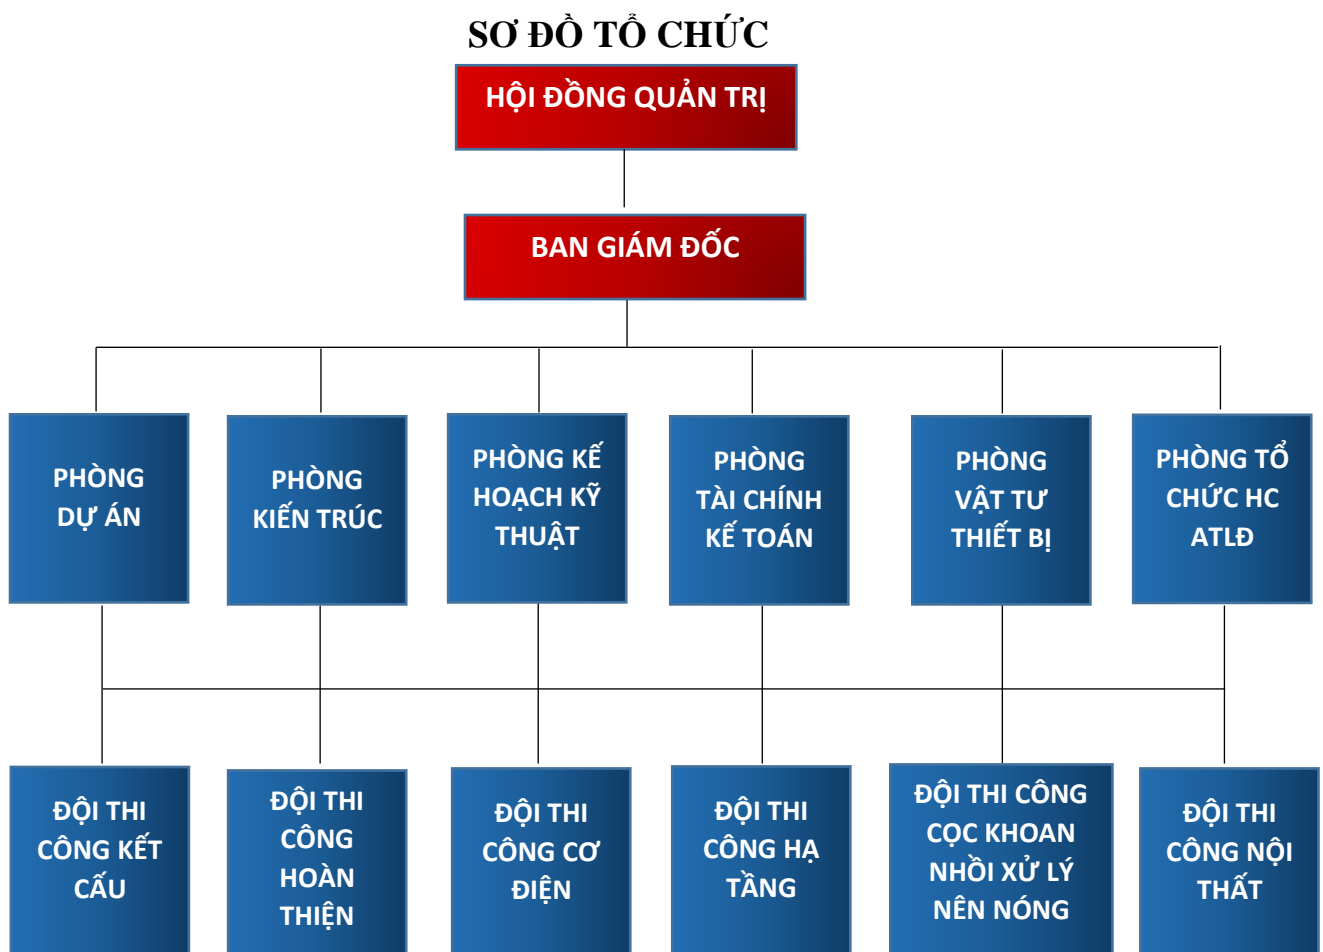 SƠ ĐỒ TỔ CHỨC
HỘI ĐỒNG QUẢN TRỊ
BAN GIÁM ĐỐC
PHÒNG
DỰ ÁN
PHÒNG
KIẾN TRÚC
PHÒNG KẾ
HOẠCH KỸ
THUẬT
PHÒNG
TÀI CHÍNH
KẾ TOÁN
PHÒNG
VẬT TƯ
THIẾT BỊ
PHÒNG TỔ
CHỨC HC
ATLĐ
ĐỘI THI
CÔNG KẾT
CẤU
ĐỘI THI
CÔNG
HOÀN
THIỆN
ĐỘI THI
CÔNG CƠ
ĐIỆN
ĐỘI THI
CÔNG HẠ
TẦNG
ĐỘI THI CÔNG
CỌC KHOAN
NHỒI XỬ LÝ
NÊN NÓNG
ĐỘI THI
CÔNG NỘI
THẤT